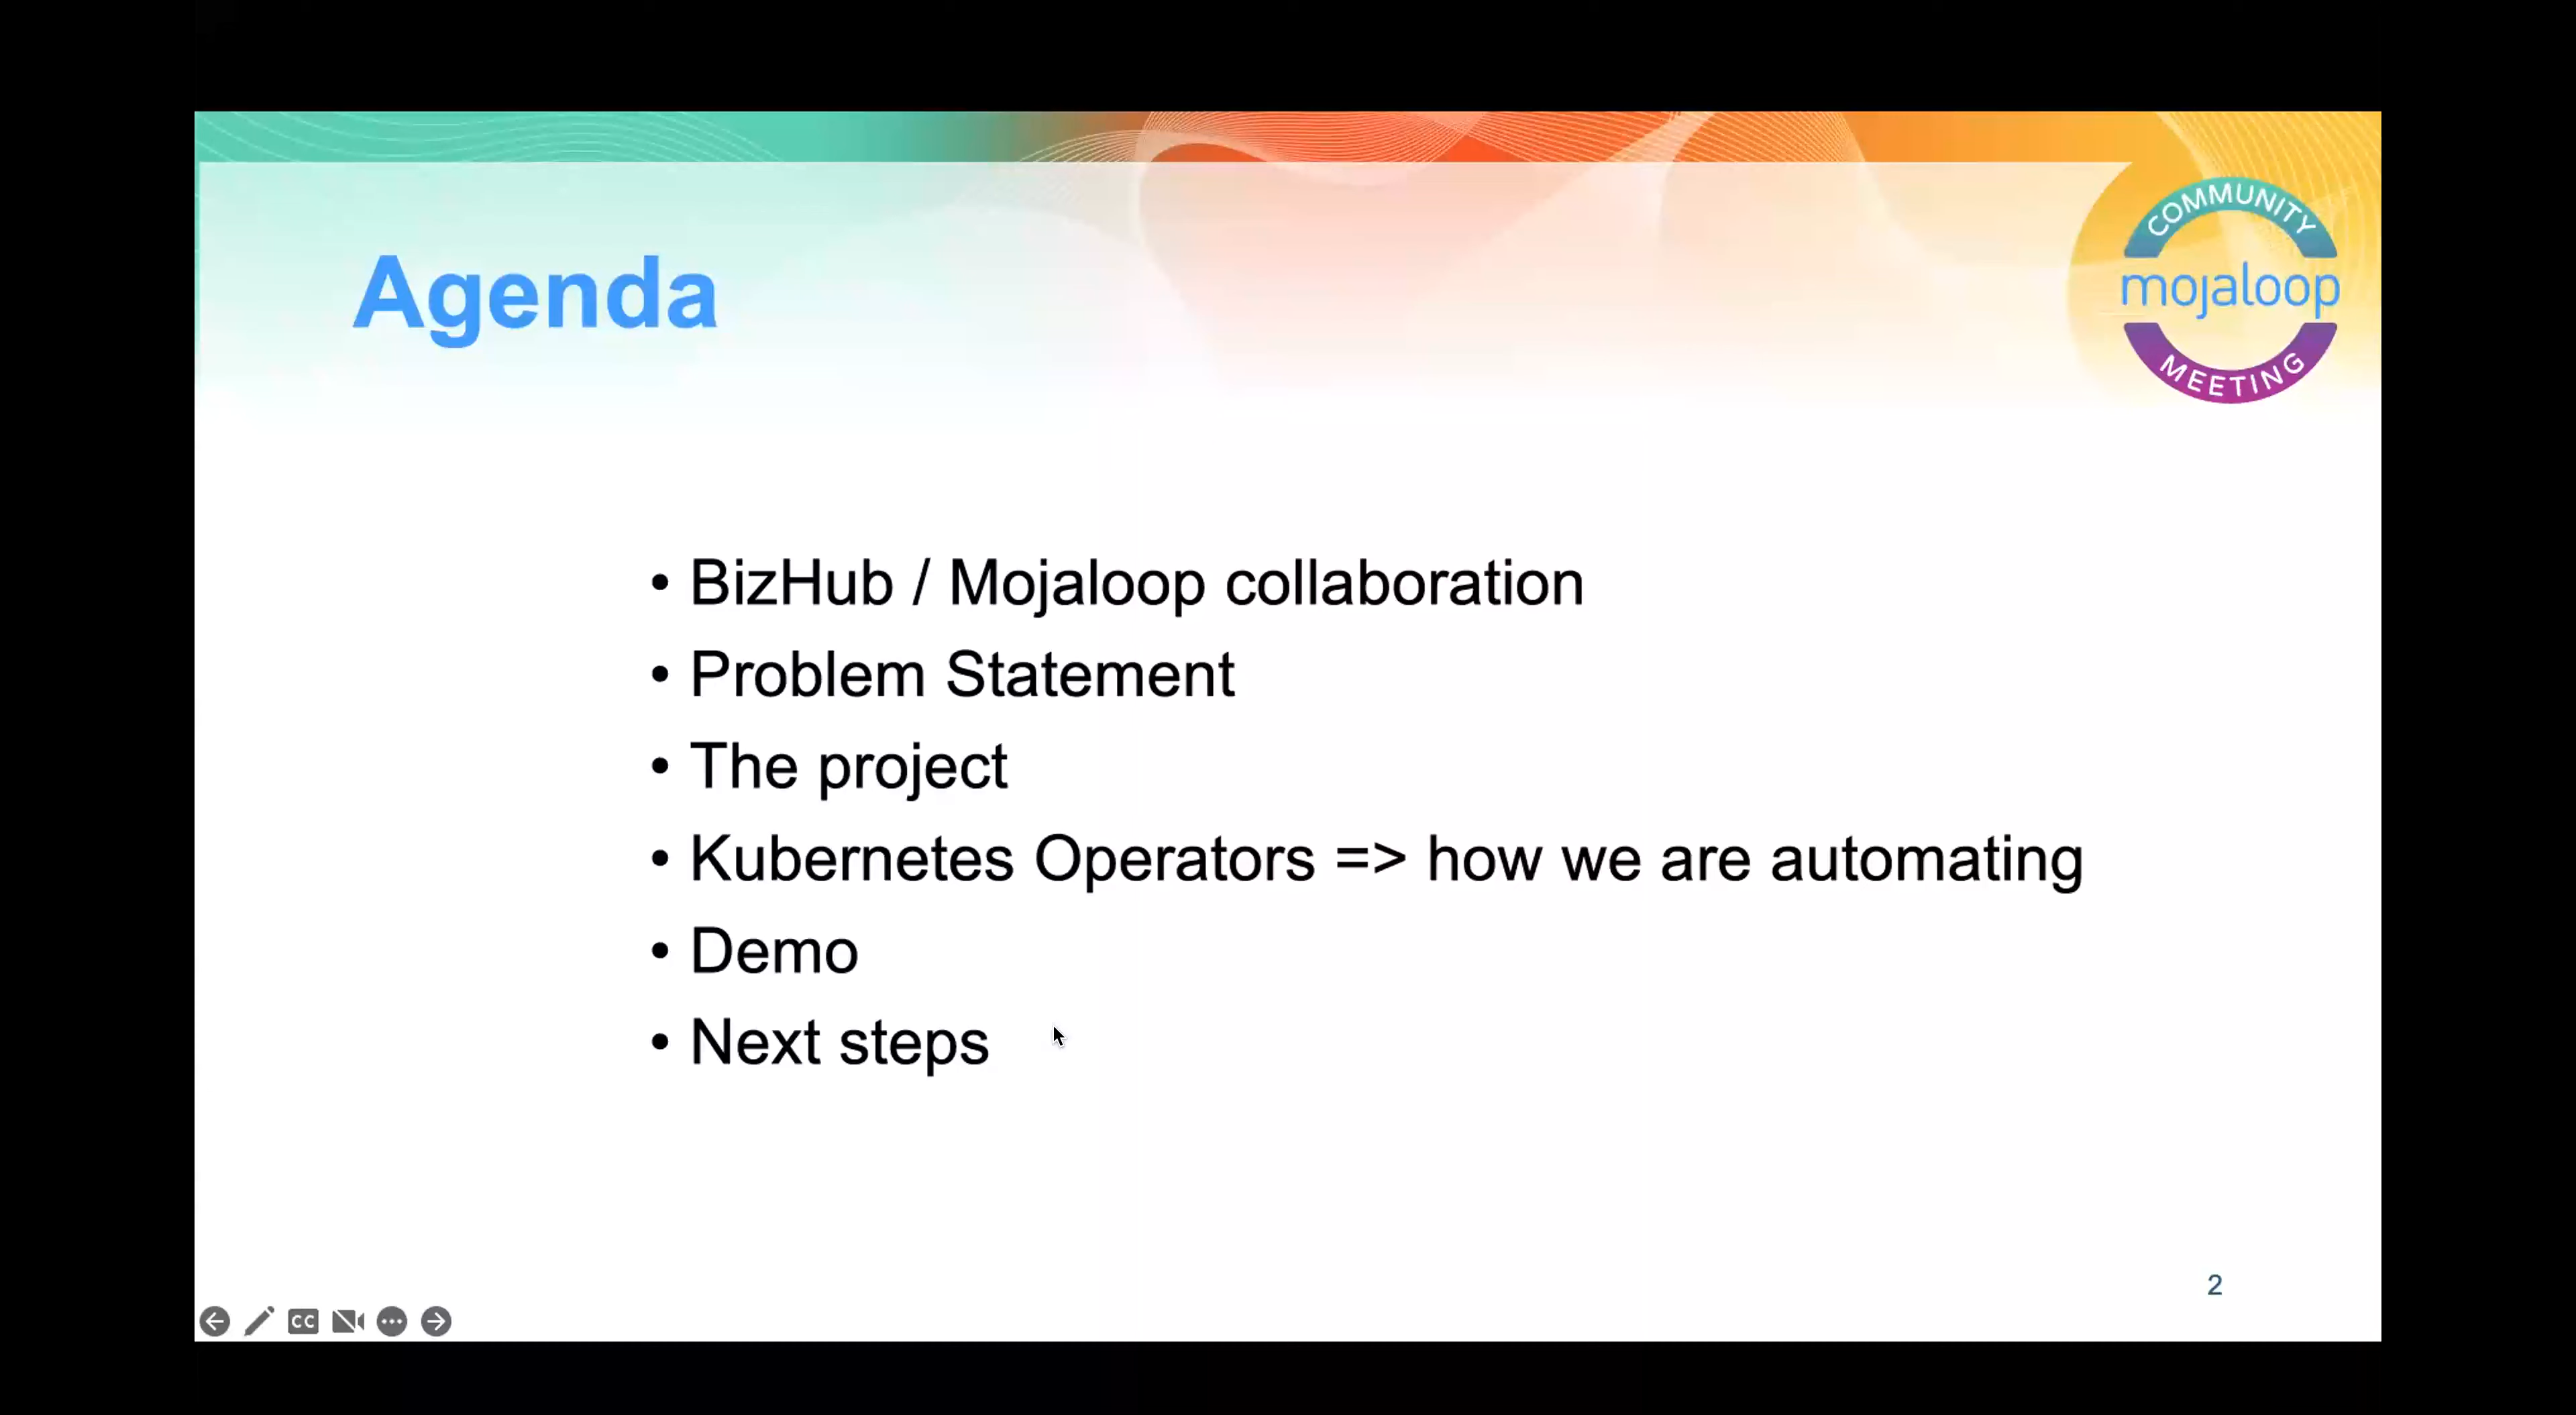 Agenda
COMMUNITY
mojaloop
MEETING
• BizHub / Mojaloop collaboration
• Problem Statement
• The project
• Kubernetes Operators => how we are automating
• Demo
• Next steps
2
CC